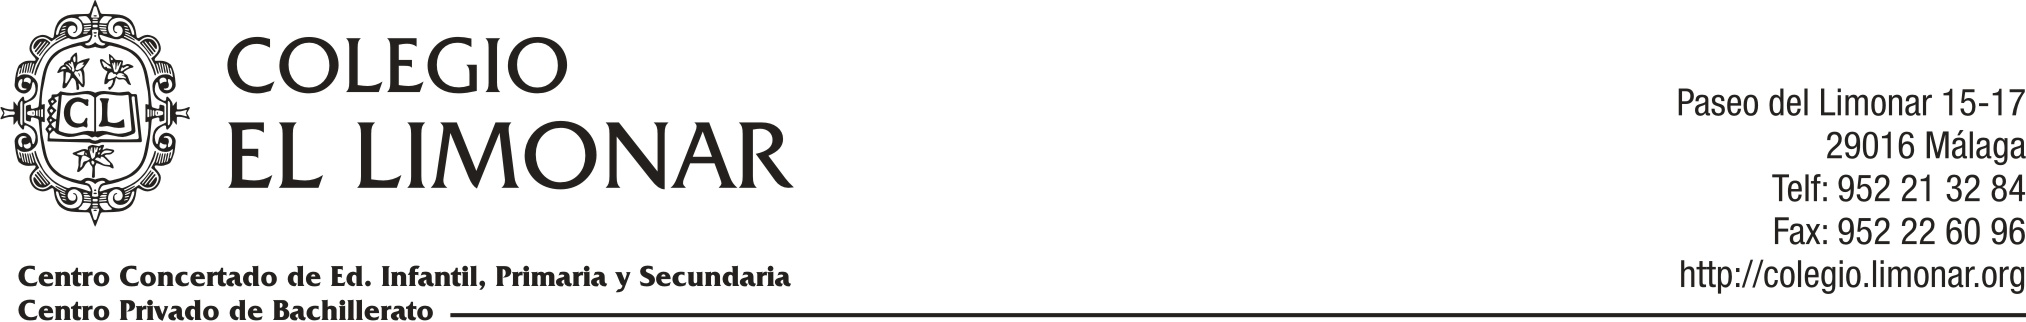 CL
COLEGIO
EL LIMONAR
Centro Concertado de Ed. Infantil, Primaria y Secundaria
Centro Privado de Bachillerato
Paseo del Limonar 15-17
29016 Málaga
Telf: 952 21 32 84
Fax: 952 22 60 96
http://colegio.limonar.org